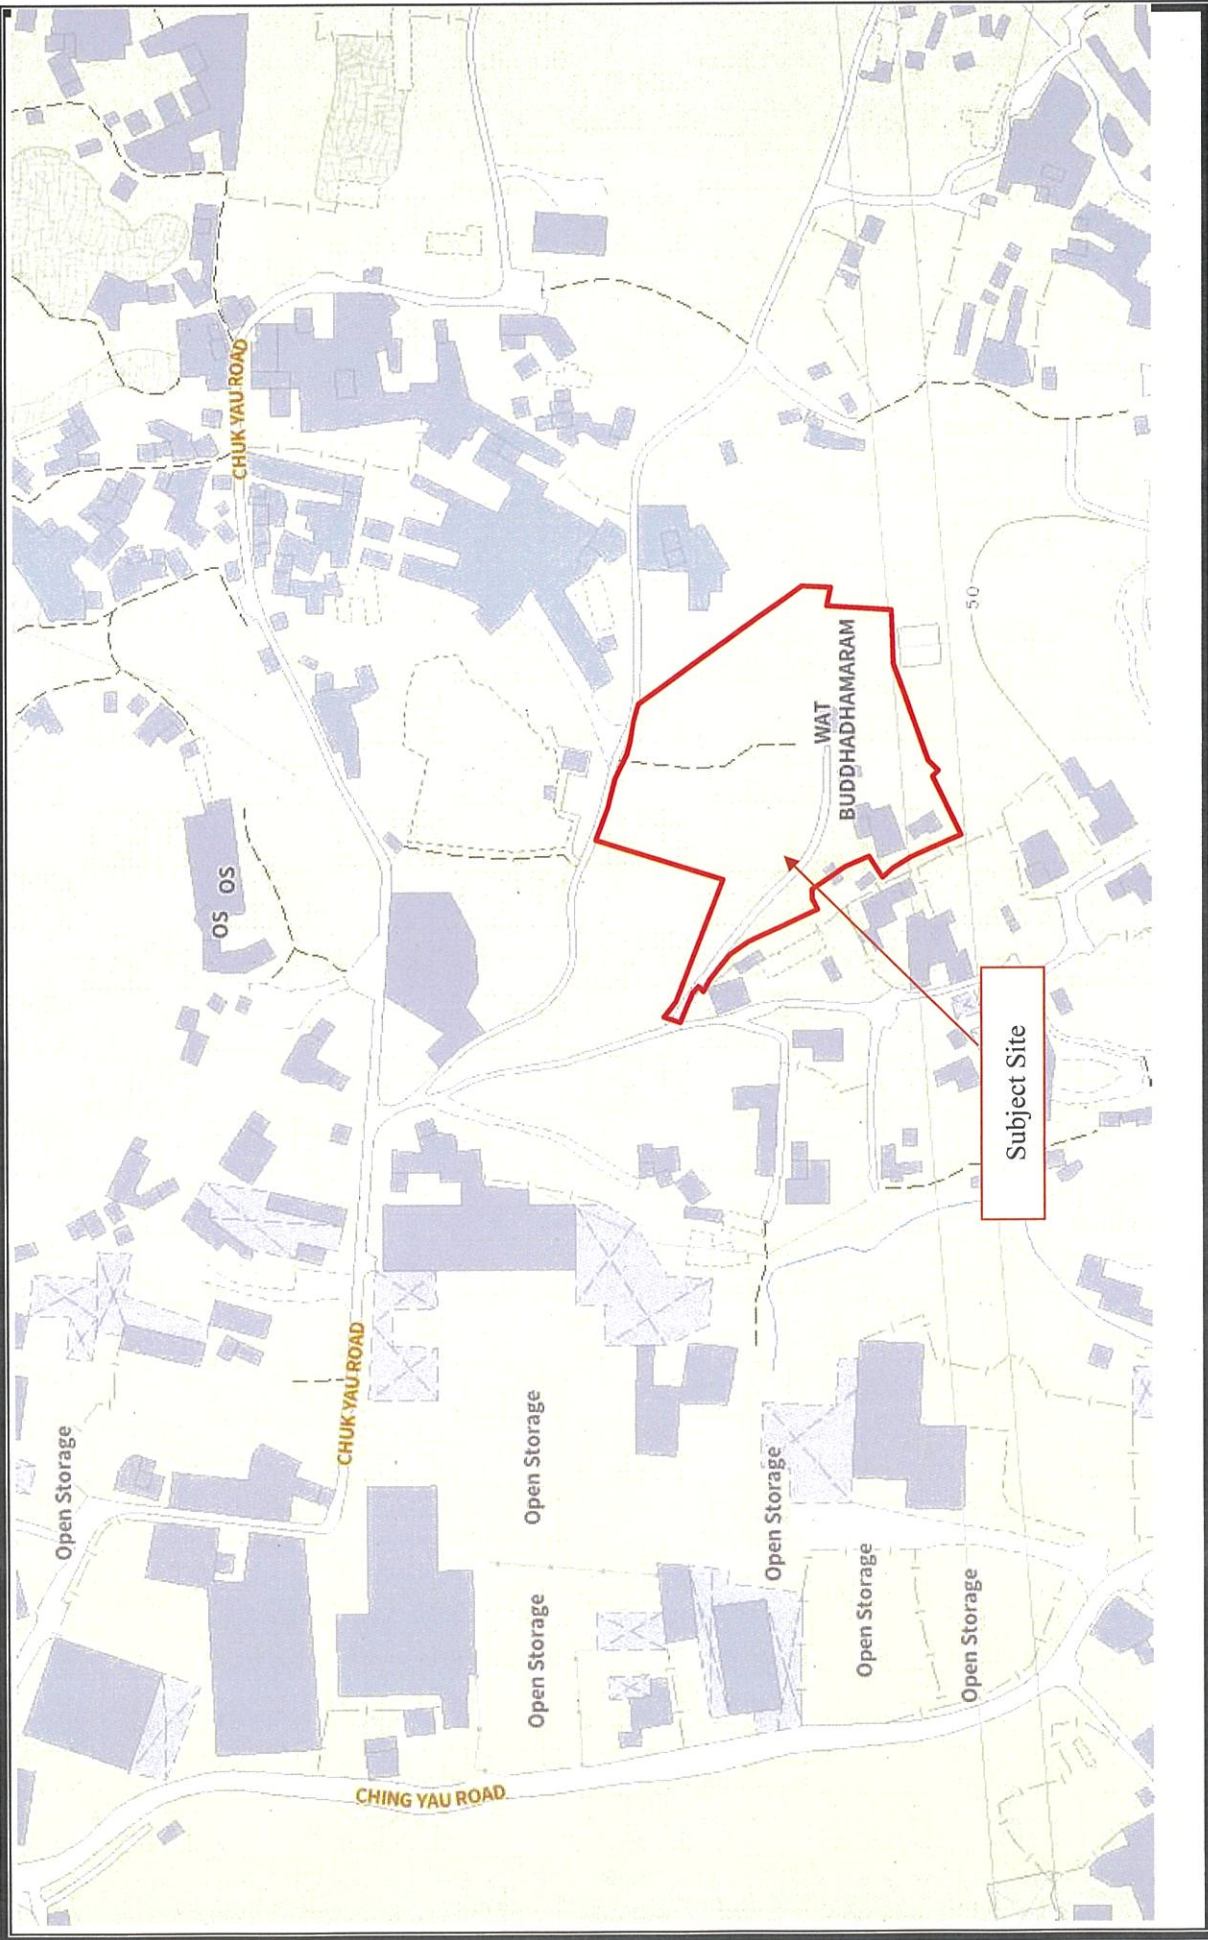 Open Storage
CHUK YAU ROAD
OS OS
CHUK YAU ROAD
Open Storage
Open Storage
CHING YAU ROAD
Open Storage
Open Storage
Open Storage
WAT
BUDDHADHAMARAM
50
Subject Site